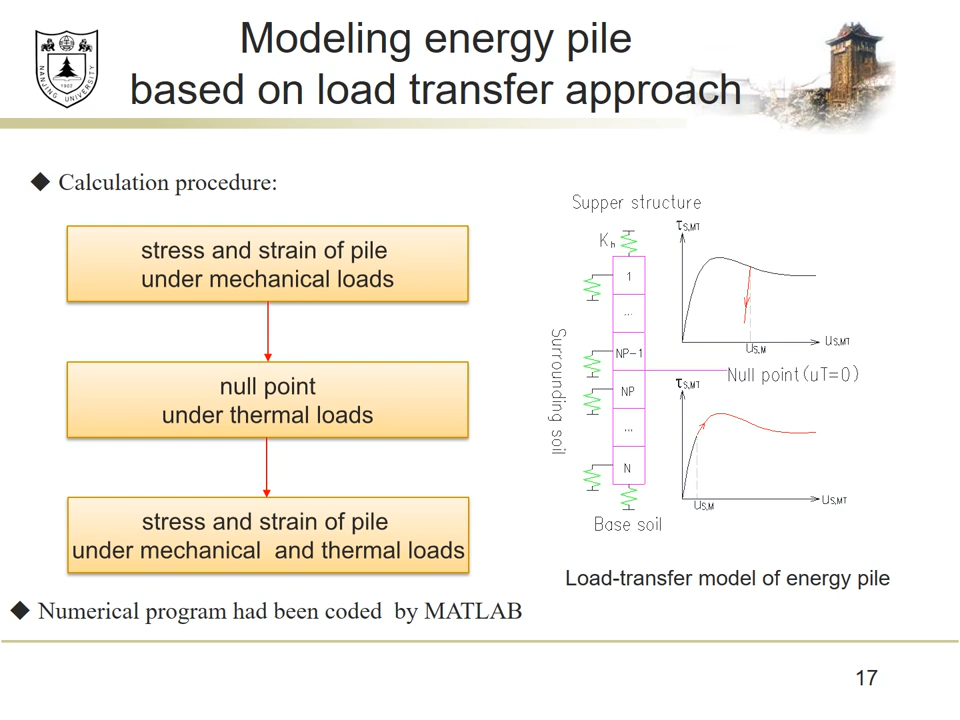 Modeling energy pile
based on load transfer approach
NANJING UNIVERSITY
1902
◆ Calculation procedure:
stress and strain of pile
under mechanical loads
null point
under thermal loads
stress and strain of pile
under mechanical and thermal loads
◆ Numerical program had been coded by MATLAB
Supper structure
Kh
1
...
NP-1
NP
...
N
Surrounding soil
Base soil
τS,MT
uS,MT
uS,M
Null point(uT=0)
τS,MT
uS,MT
uS,M
Load-transfer model of energy pile
17